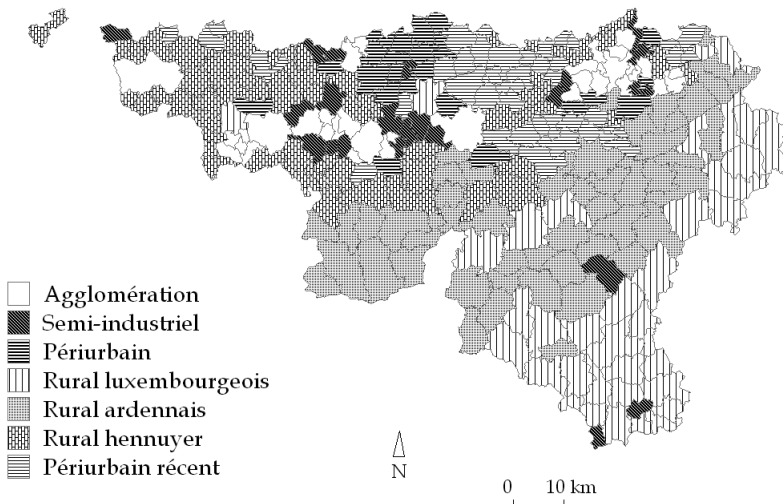 Agglomération
Semi-industriel
Périurbain
Rural luxembourgeois
Rural ardennais
Rural hennuyer
Périurbain récent
N
0 10 km